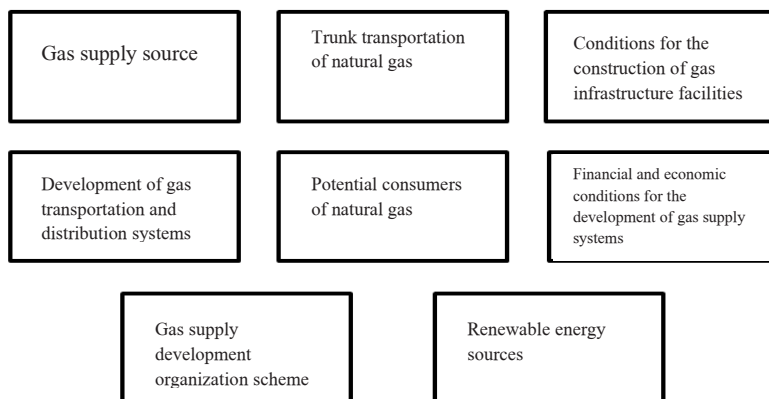 Gas supply source
Trunk transportation
of natural gas
Conditions for the
construction of gas
infrastructure facilities
Development of gas
transportation and
distribution systems
Potential consumers
of natural gas
Financial and economic
conditions for the
development of gas supply
systems
Gas supply
development
organization scheme
Renewable energy
sources